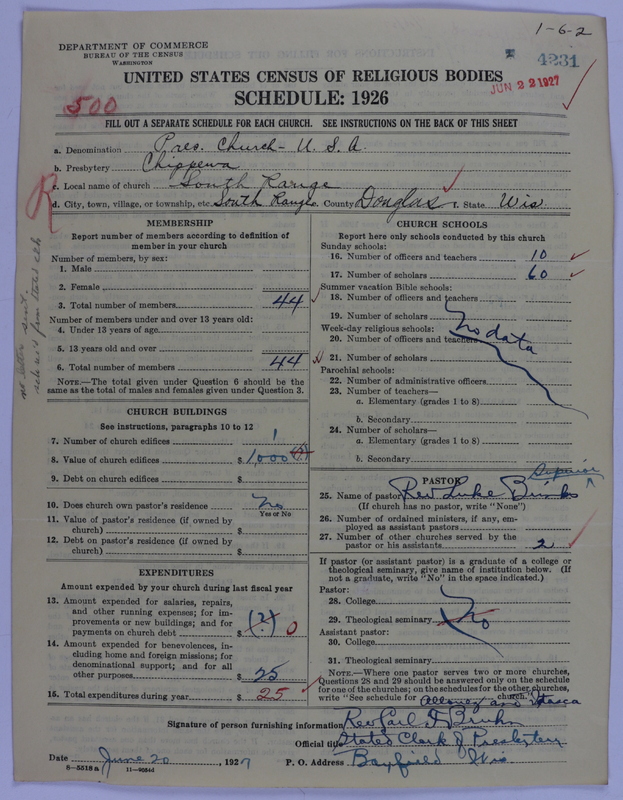 1-6-2
DEPARTMENT OF COMMERCE
BUREAU OF THE CENSUS
WASHINGTON
4231
JUN 22 1927
UNITED STATES CENSUS OF RELIGIOUS BODIES
SCHEDULE: 1926
500
FILL OUT A SEPARATE SCHEDULE FOR EACH CHURCH. SEE INSTRUCTIONS ON THE BACK OF THIS SHEET
a. Denomination Pres. Church - U. S. A.
b. Presbytery Chippewa
c. Local name of church South Range
d. City, town, village, or township, etc. South Range e. County Douglas f. State Wis.
R
no letter sent.
MEMBERSHIP
Report number of members according to definition of
member in your church
Number of members, by sex:
1. Male
2. Female
3. Total number of members 44
Number of members under and over 13 years old:
4. Under 13 years of age
5. 13 years old and over
6. Total number of members 44
NOTE.—The total given under Question 6 should be the
same as the total of males and females given under Question 3.
CHURCH BUILDINGS
See instructions, paragraphs 10 to 12
7. Number of church edifices 1
8. Value of church edifices $ 1,000 (?)
9. Debt on church edifices $
10. Does church own pastor's residence No
Yes or No
11. Value of pastor's residence (if owned by
church) $
12. Debt on pastor's residence (if owned by
church) $
EXPENDITURES
Amount expended by your church during last fiscal year
13. Amount expended for salaries, repairs,
and other running expenses; for im-
provements or new buildings; and for
payments on church debt $ (?) 0
14. Amount expended for benevolences, in-
cluding home and foreign missions; for
denominational support; and for all
other purposes $ 25
15. Total expenditures during year $ 25
CHURCH SCHOOLS
Report here only schools conducted by this church
Sunday schools:
16. Number of officers and teachers 10
17. Number of scholars 60
Summer vacation Bible schools:
18. Number of officers and teachers
19. Number of scholars
No data
Week-day religious schools:
20. Number of officers and teachers
21. Number of scholars
Parochial schools:
22. Number of administrative officers
23. Number of teachers—
a. Elementary (grades 1 to 8)
b. Secondary
24. Number of scholars—
a. Elementary (grades 1 to 8)
b. Secondary
PASTOR
Superior
25. Name of pastor Rev Luke
(If church has no pastor, write "None")
26. Number of ordained ministers, if any, em-
ployed as assistant pastors
27. Number of other churches served by the
pastor or his assistants 2
If pastor (or assistant pastor) is a graduate of a college or
theological seminary, give name of institution below. (If
not a graduate, write "No" in the space indicated.)
Pastor:
28. College
29. Theological seminary No
Assistant pastor:
30. College
31. Theological seminary
NOTE.—Where one pastor serves two or more churches,
Questions 28 and 29 should be answered only on the schedule
for one of the churches; on the schedules for the other churches,
write "See schedule for church."
and Itasca
Signature of person furnishing information Rev
Official title Stated Clerk of Presbytery
Date June 20, 1927 P. O. Address Bayfield Wis.
8-5518a 11-9584d